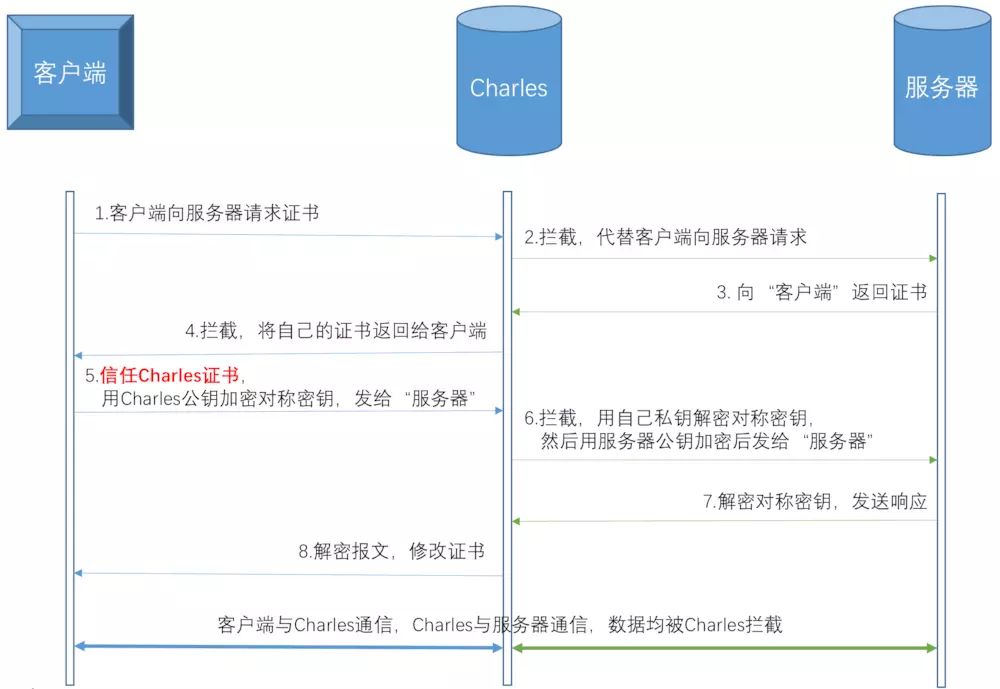 客户端
Charles
服务器
1.客户端向服务器请求证书
2.拦截，代替客户端向服务器请求
3. 向 “客户端” 返回证书
4.拦截，将自己的证书返回给客户端
5.信任Charles证书，
用Charles公钥加密对称密钥，发给 “服务器”
6.拦截，用自己私钥解密对称密钥，
然后用服务器公钥加密后发给 “服务器”
7.解密对称密钥，发送响应
8.解密报文，修改证书
客户端与Charles通信，Charles与服务器通信，数据均被Charles拦截